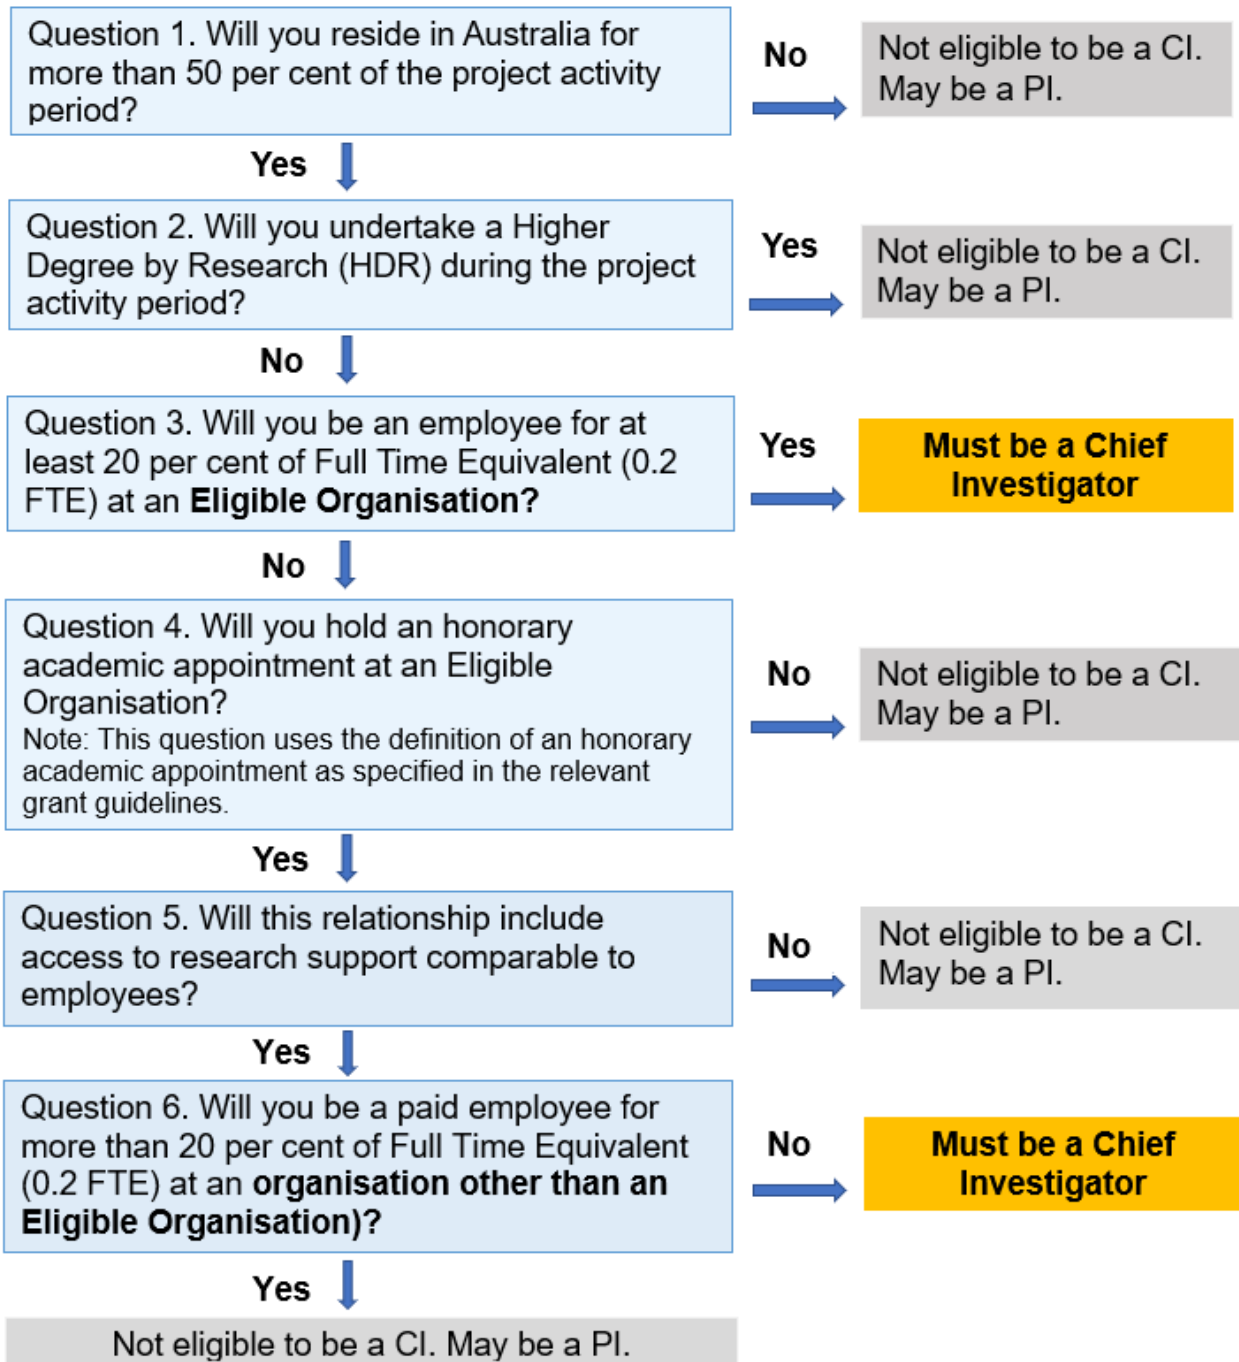 Question 1. Will you reside in Australia for
more than 50 per cent of the project activity
period?
No
Not eligible to be a CI.
May be a PI.
Yes
Question 2. Will you undertake a Higher
Degree by Research (HDR) during the project
activity period?
Yes
Not eligible to be a CI.
May be a PI.
No
Question 3. Will you be an employee for at
least 20 per cent of Full Time Equivalent (0.2
FTE) at an Eligible Organisation?
Yes
Must be a Chief
Investigator
No
Question 4. Will you hold an honorary
academic appointment at an Eligible
Organisation?
Note: This question uses the definition of an honorary
academic appointment as specified in the relevant
grant guidelines.
No
Not eligible to be a CI.
May be a PI.
Yes
Question 5. Will this relationship include
access to research support comparable to
employees?
No
Not eligible to be a CI.
May be a PI.
Yes
Question 6. Will you be a paid employee for
more than 20 per cent of Full Time Equivalent
(0.2 FTE) at an organisation other than an
Eligible Organisation)?
No
Must be a Chief
Investigator
Yes
Not eligible to be a CI. May be a PI.